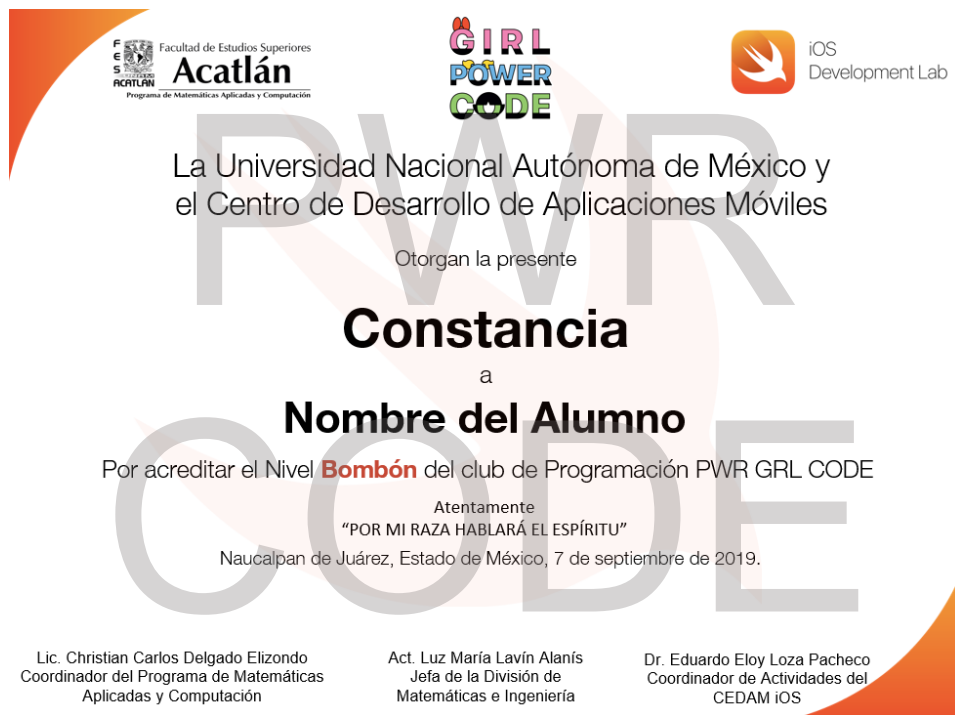 FES
ACATLÁN
Facultad de Estudios Superiores
Acatlán
Programa de Matemáticas Aplicadas y Computación
GIRL
POWER
CODE
iOS
Development Lab
PWR
CODE
La Universidad Nacional Autónoma de México y
el Centro de Desarrollo de Aplicaciones Móviles
Otorgan la presente
Constancia
a
Nombre del Alumno
Por acreditar el Nivel Bombón del club de Programación PWR GRL CODE
Atentamente
“POR MI RAZA HABLARÁ EL ESPÍRITU”
Naucalpan de Juárez, Estado de México, 7 de septiembre de 2019.
Lic. Christian Carlos Delgado Elizondo
Coordinador del Programa de Matemáticas
Aplicadas y Computación
Act. Luz María Lavín Alanís
Jefa de la División de
Matemáticas e Ingeniería
Dr. Eduardo Eloy Loza Pacheco
Coordinador de Actividades del
CEDAM iOS